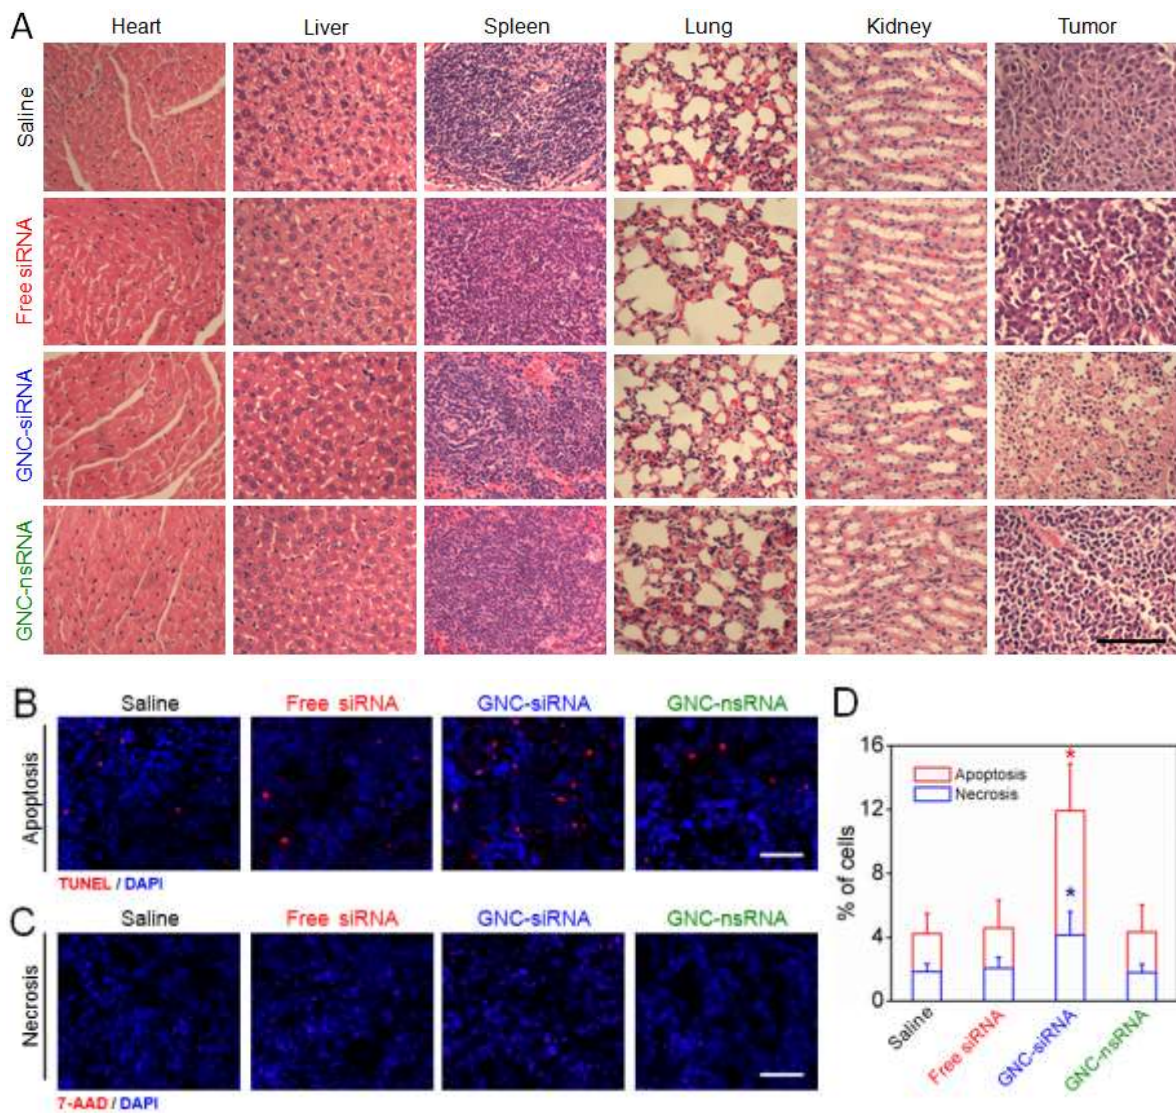 A
Heart Liver Spleen Lung Kidney Tumor
Saline
Free siRNA
GNC-siRNA
GNC-nsRNA
B
Saline Free siRNA GNC-siRNA GNC-nsRNA
Apoptosis
TUNEL / DAPI
C
Saline Free siRNA GNC-siRNA GNC-nsRNA
Necrosis
7-AAD / DAPI
D
16
12
8
4
0
% of cells
Apoptosis
Necrosis
*
*
Saline
Free siRNA
GNC-siRNA
GNC-nsRNA